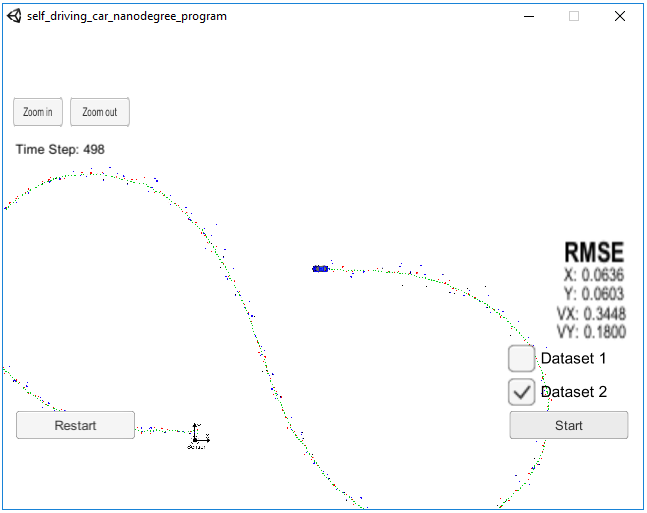 self_driving_car_nanodegree_program
Zoom in
Zoom out
Time Step: 498
RMSE
X: 0.0636
Y: 0.0603
VX: 0.3448
VY: 0.1800
Dataset 1
Dataset 2
Restart
Start